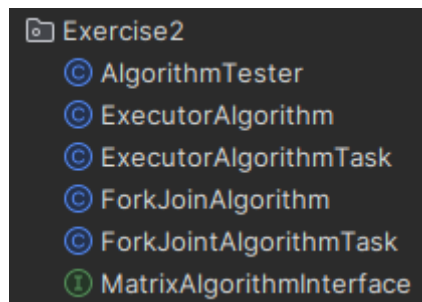 Exercise2
C AlgorithmTester
C ExecutorAlgorithm
C ExecutorAlgorithmTask
C ForkJoinAlgorithm
C ForkJointAlgorithmTask
I MatrixAlgorithmInterface